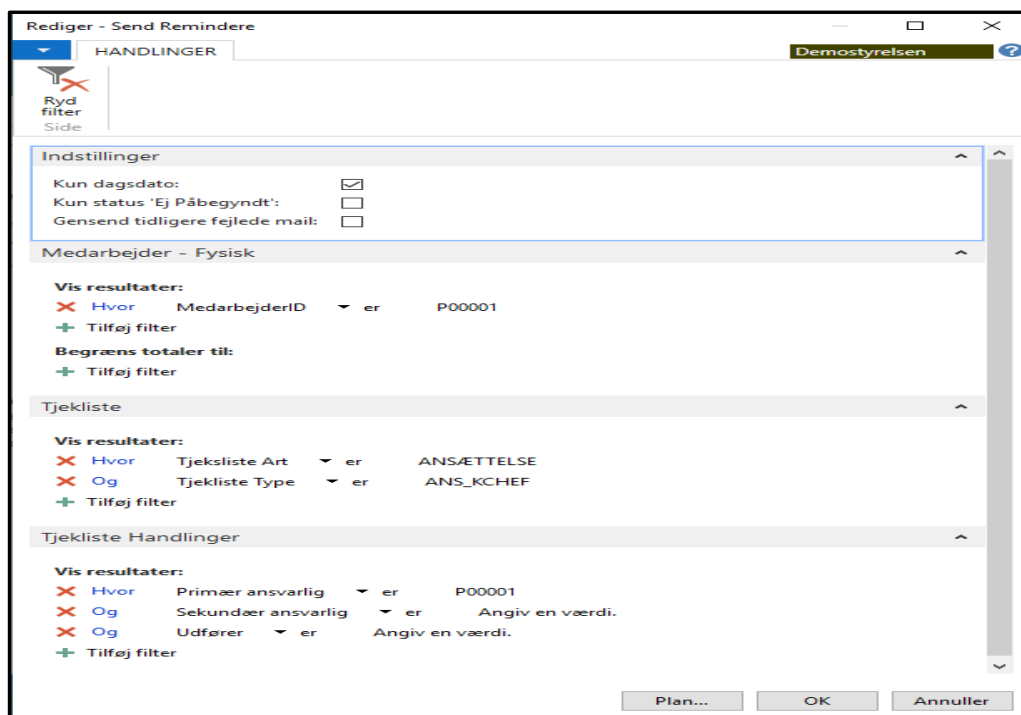 Rediger - Send Remindere
HANDLINGER
Demostyrelsen
?
Ryd
filter
Side
Indstillinger
Kun dagsdato:
Kun status 'Ej Påbegyndt':
Gensend tidligere fejlede mail:
Medarbejder - Fysisk
Vis resultater:
Hvor MedarbejderID er P00001
Tilføj filter
Begræns totaler til:
Tilføj filter
Tjekliste
Vis resultater:
Hvor Tjeksliste Art er ANSÆTTELSE
Og Tjekliste Type er ANS_KCHEF
Tilføj filter
Tjekliste Handlinger
Vis resultater:
Hvor Primær ansvarlig er P00001
Og Sekundær ansvarlig er Angiv en værdi.
Og Udfører er Angiv en værdi.
Tilføj filter
Plan... OK Annuller